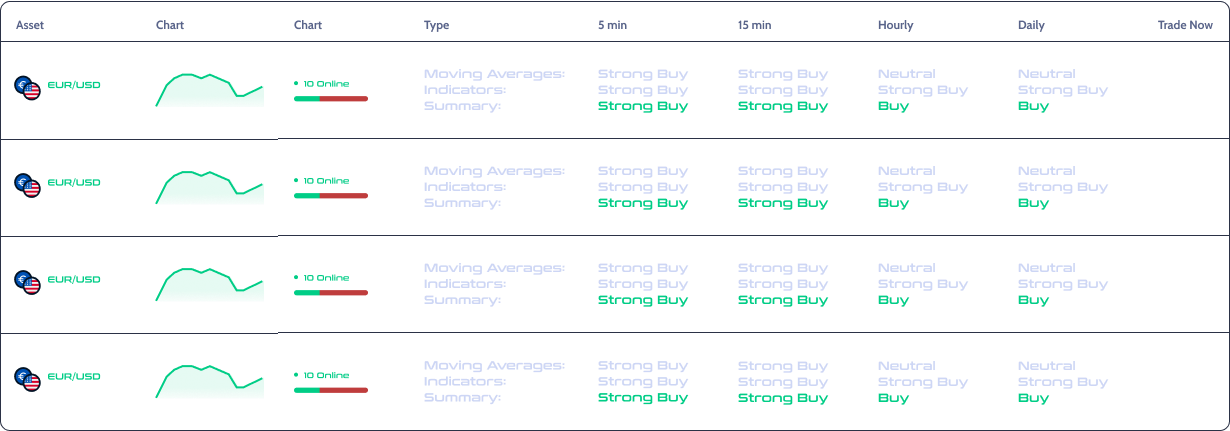 Asset Chart Chart Type 5 min 15 min Hourly Daily Trade Now
Moving Averages: Strong Buy Strong Buy Neutral Neutral
EUR/USD 10 Online Indicators: Strong Buy Strong Buy Strong Buy Strong Buy
Summary: Strong Buy Strong Buy Buy Buy
Moving Averages: Strong Buy Strong Buy Neutral Neutral
EUR/USD 10 Online Indicators: Strong Buy Strong Buy Strong Buy Strong Buy
Summary: Strong Buy Strong Buy Buy Buy
Moving Averages: Strong Buy Strong Buy Neutral Neutral
EUR/USD 10 Online Indicators: Strong Buy Strong Buy Strong Buy Strong Buy
Summary: Strong Buy Strong Buy Buy Buy
Moving Averages: Strong Buy Strong Buy Neutral Neutral
EUR/USD 10 Online Indicators: Strong Buy Strong Buy Strong Buy Strong Buy
Summary: Strong Buy Strong Buy Buy Buy